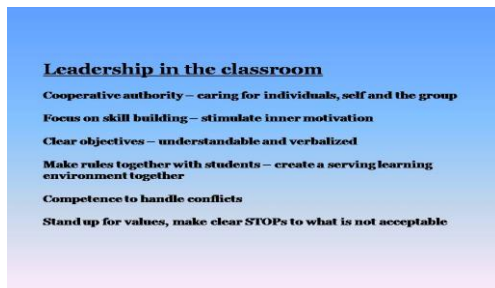 Leadership in the classroom
Cooperative authority – caring for individuals, self and the group
Focus on skill building – stimulate inner motivation
Clear objectives – understandable and verbalized
Make rules together with students – create a serving learning
environment together
Competence to handle conflicts
Stand up for values, make clear STOPs to what is not acceptable